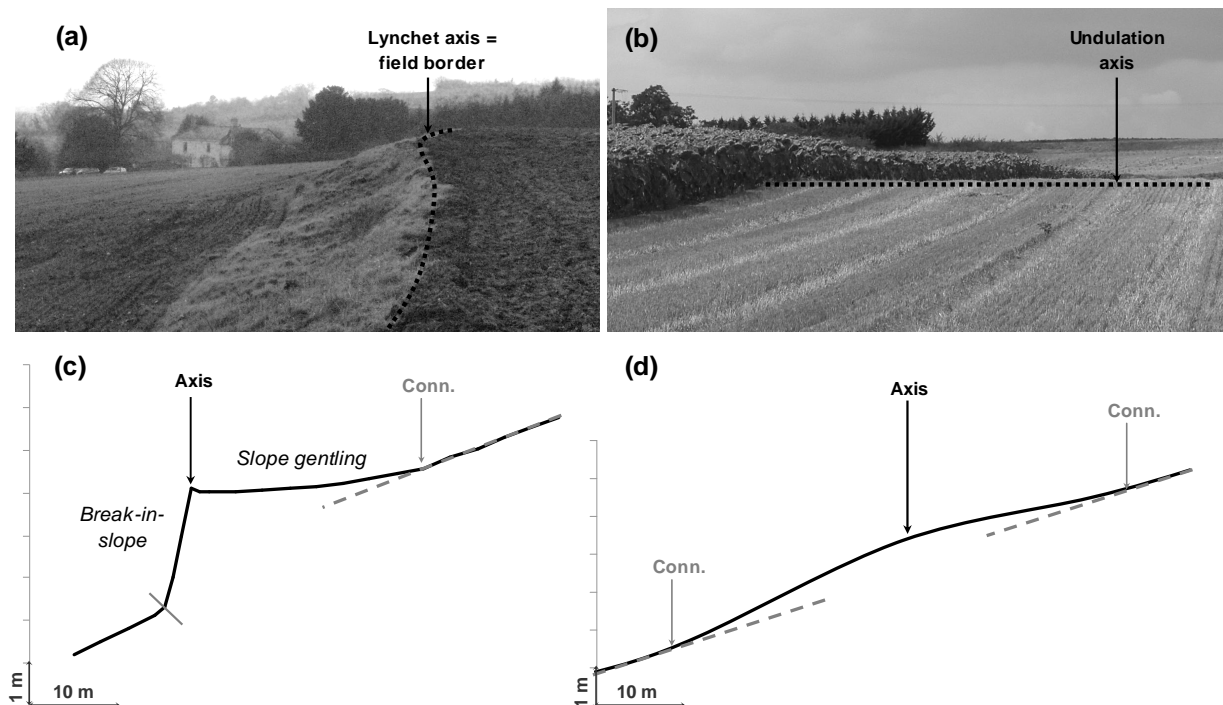 (a)
Lynchet axis =
field border
(b)
Undulation
axis
(c)
Axis
Conn.
Slope gentling
Break-in-
slope
1 m
10 m
(d)
Axis
Conn.
Conn.
1 m
10 m